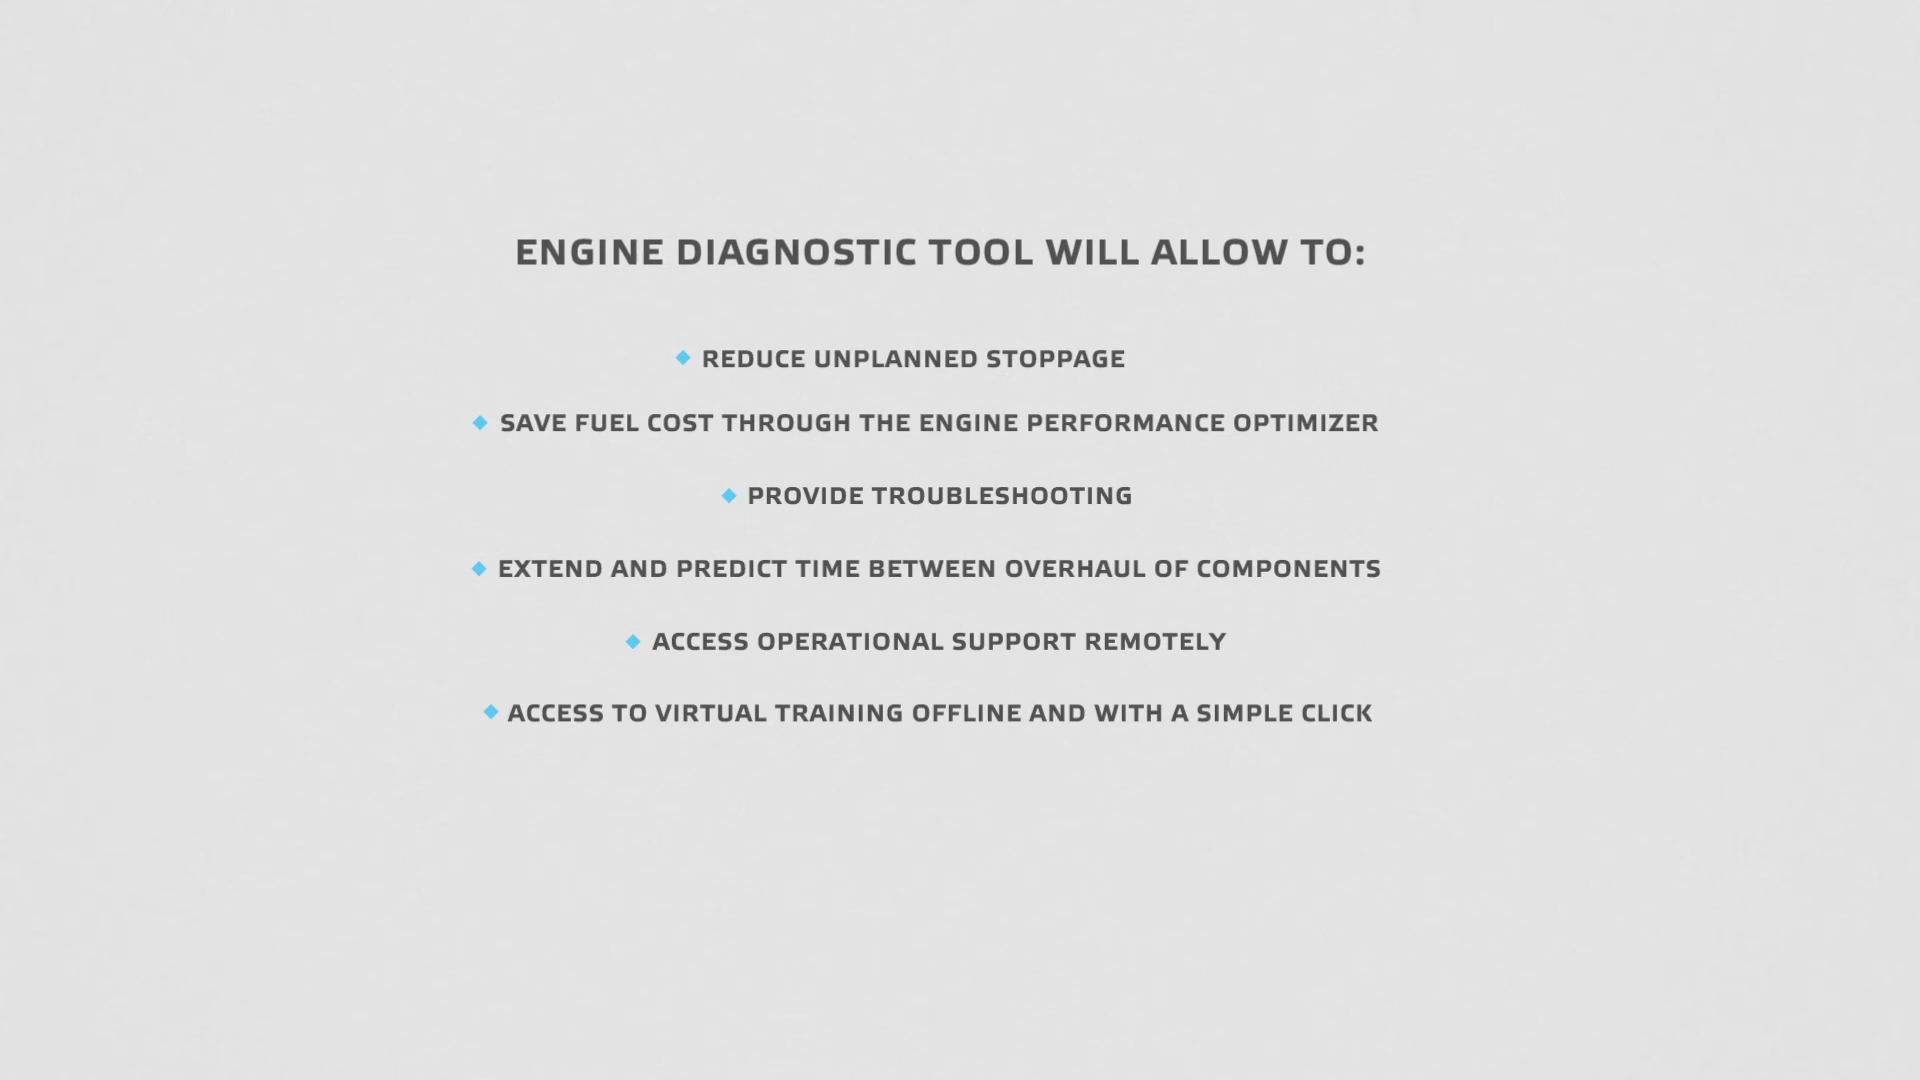 ENGINE DIAGNOSTIC TOOL WILL ALLOW TO:
REDUCE UNPLANNED STOPPAGE
SAVE FUEL COST THROUGH THE ENGINE PERFORMANCE OPTIMIZER
PROVIDE TROUBLESHOOTING
EXTEND AND PREDICT TIME BETWEEN OVERHAUL OF COMPONENTS
ACCESS OPERATIONAL SUPPORT REMOTELY
ACCESS TO VIRTUAL TRAINING OFFLINE AND WITH A SIMPLE CLICK